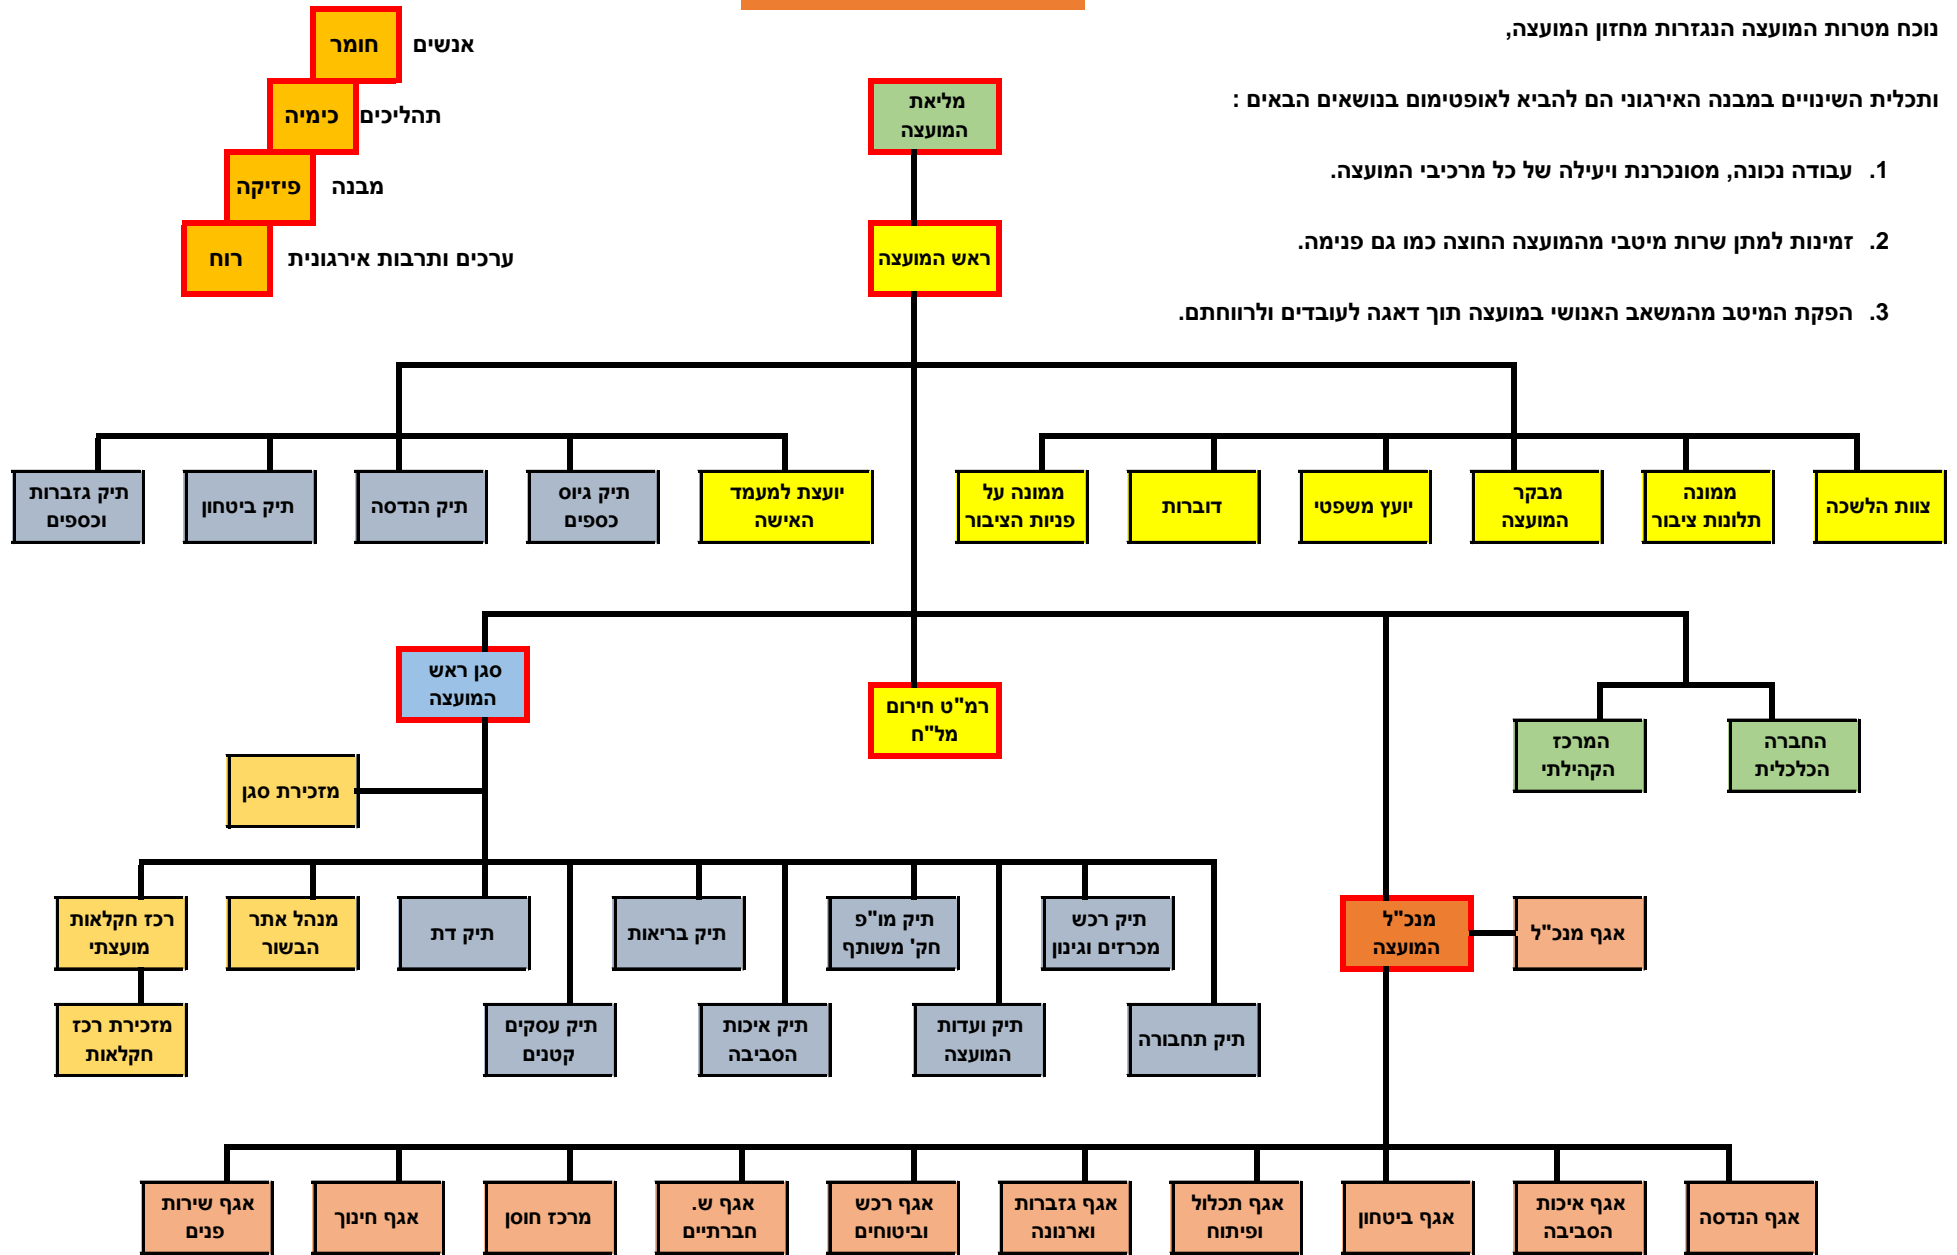 נוכח מטרות המועצה הנגזרות מחזון המועצה,
ותכלית השינויים במבנה האירגוני הם להביא לאופטימום בנושאים הבאים :
1. עבודה נכונה, מסונכרנת ויעילה של כל מרכיבי המועצה.
2. זמינות למתן שרות מיטבי מהמועצה החוצה כמו גם פנימה.
3. הפקת המיטב מהמשאב האנושי במועצה תוך דאגה לעובדים ולרווחתם.
אנשים חומר
תהליכים כימיה
מבנה פיזיקה
ערכים ותרבות אירגונית רוח
מליאת
המועצה
ראש המועצה
צוות הלשכה
ממונה
תלונות ציבור
מבקר
המועצה
יועץ משפטי
דוברות
ממונה על
פניות הציבור
יועצת למעמד
האישה
תיק גיוס
כספים
תיק הנדסה
תיק ביטחון
תיק גזברות
וכספים
סגן ראש
המועצה
רמ"ט חירום
מל"ח
החברה
הכלכלית
המרכז
הקהילתי
מזכירת סגן
אגף מנכ"ל
מנכ"ל
המועצה
תיק רכש
מכרזים וגינון
תיק מו"פ
חק' משותף
תיק בריאות
תיק דת
מנהל אתר
הבשור
רכז חקלאות
מועצתי
תיק תחבורה
תיק ועדות
המועצה
תיק איכות
הסביבה
תיק עסקים
קטנים
מזכירת רכז
חקלאות
אגף הנדסה
אגף איכות
הסביבה
אגף ביטחון
אגף תכלול
ופיתוח
אגף גזברות
וארנונה
אגף רכש
וביטוחים
אגף ש.
חברתיים
מרכז חוסן
אגף חינוך
אגף שירות
פנים